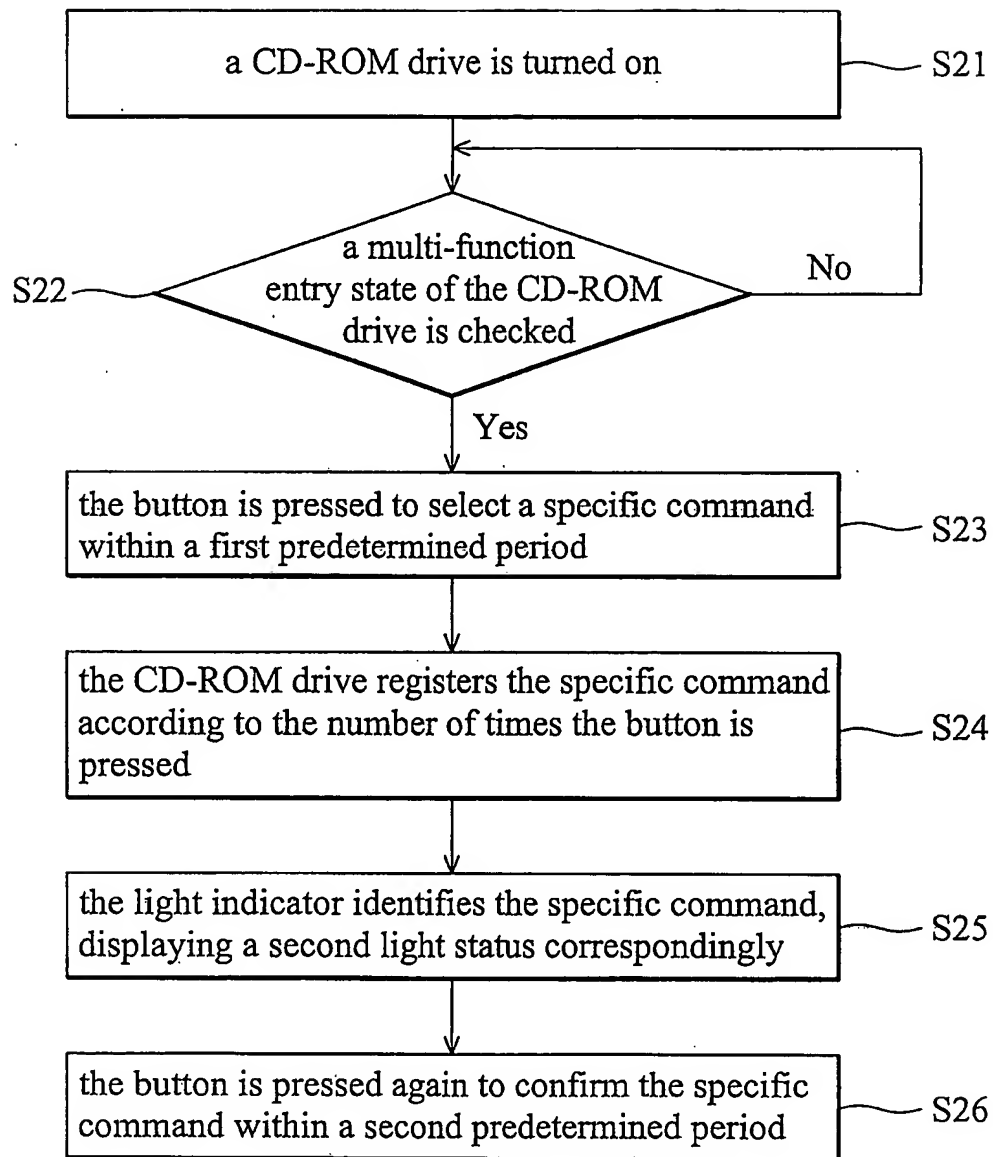 a CD-ROM drive is turned on
S21
a multi-function
entry state of the CD-ROM
drive is checked
S22
No
Yes
the button is pressed to select a specific command
within a first predetermined period
S23
the CD-ROM drive registers the specific command
according to the number of times the button is
pressed
S24
the light indicator identifies the specific command,
displaying a second light status correspondingly
S25
the button is pressed again to confirm the specific
command within a second predetermined period
S26